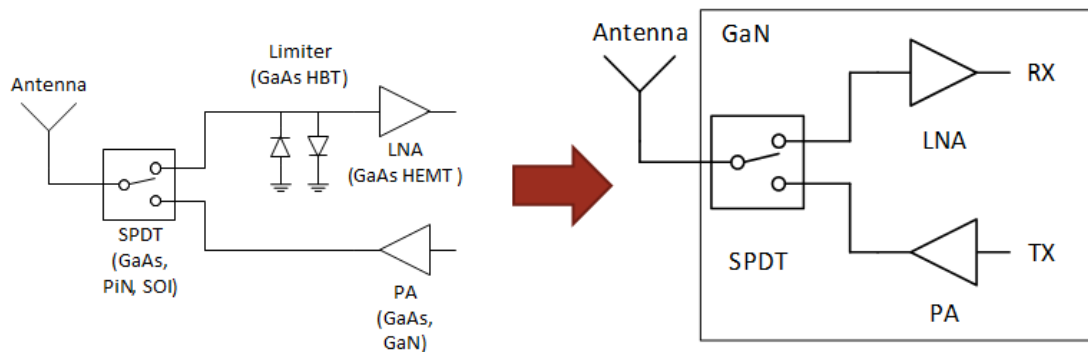 Antenna
Limiter
(GaAs HBT)
LNA
(GaAs HEMT )
SPDT
(GaAs,
PiN, SOI)
PA
(GaAs,
GaN)
Antenna
GaN
RX
LNA
SPDT
TX
PA